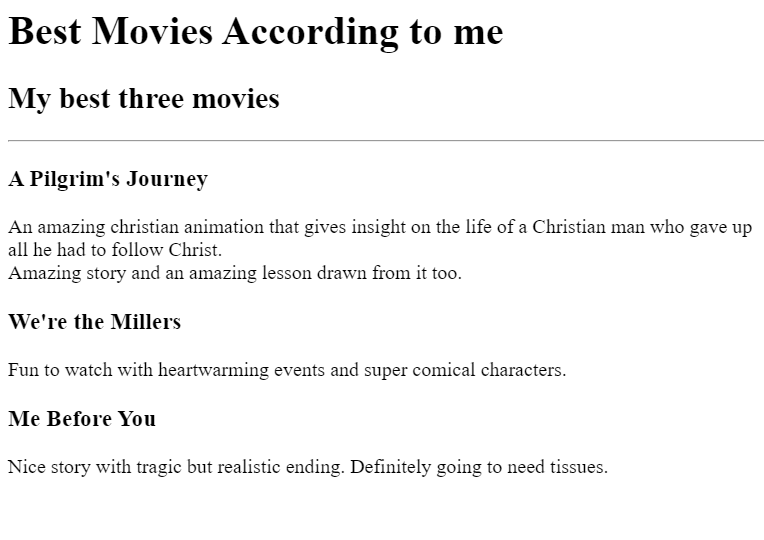 Best Movies According to me
My best three movies
A Pilgrim's Journey
An amazing christian animation that gives insight on the life of a Christian man who gave up
all he had to follow Christ.
Amazing story and an amazing lesson drawn from it too.
We're the Millers
Fun to watch with heartwarming events and super comical characters.
Me Before You
Nice story with tragic but realistic ending. Definitely going to need tissues.